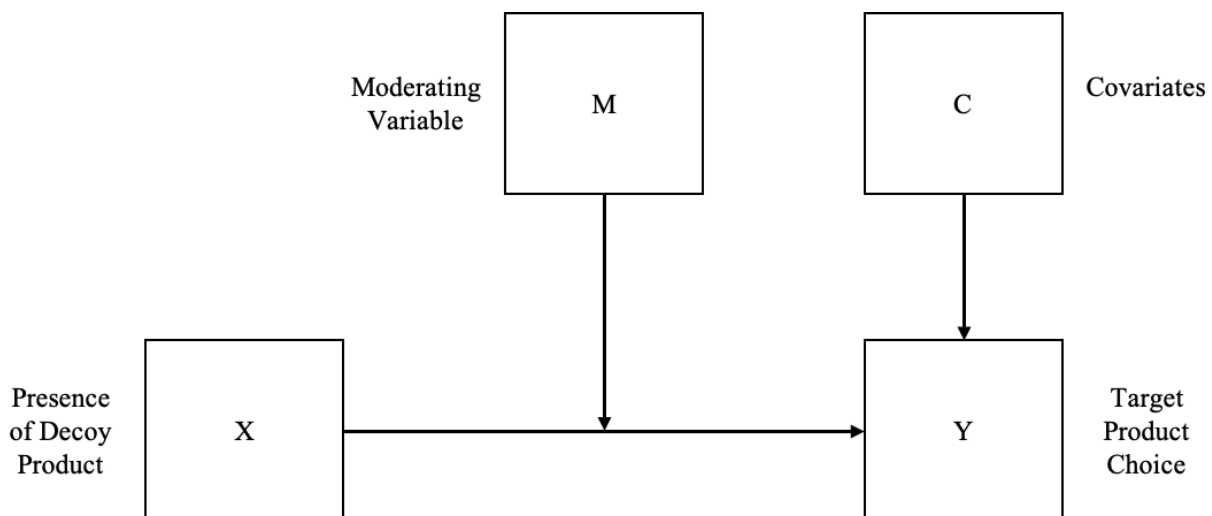 Moderating
Variable
M
C
Covariates
Presence
of Decoy
Product
X
Y
Target
Product
Choice